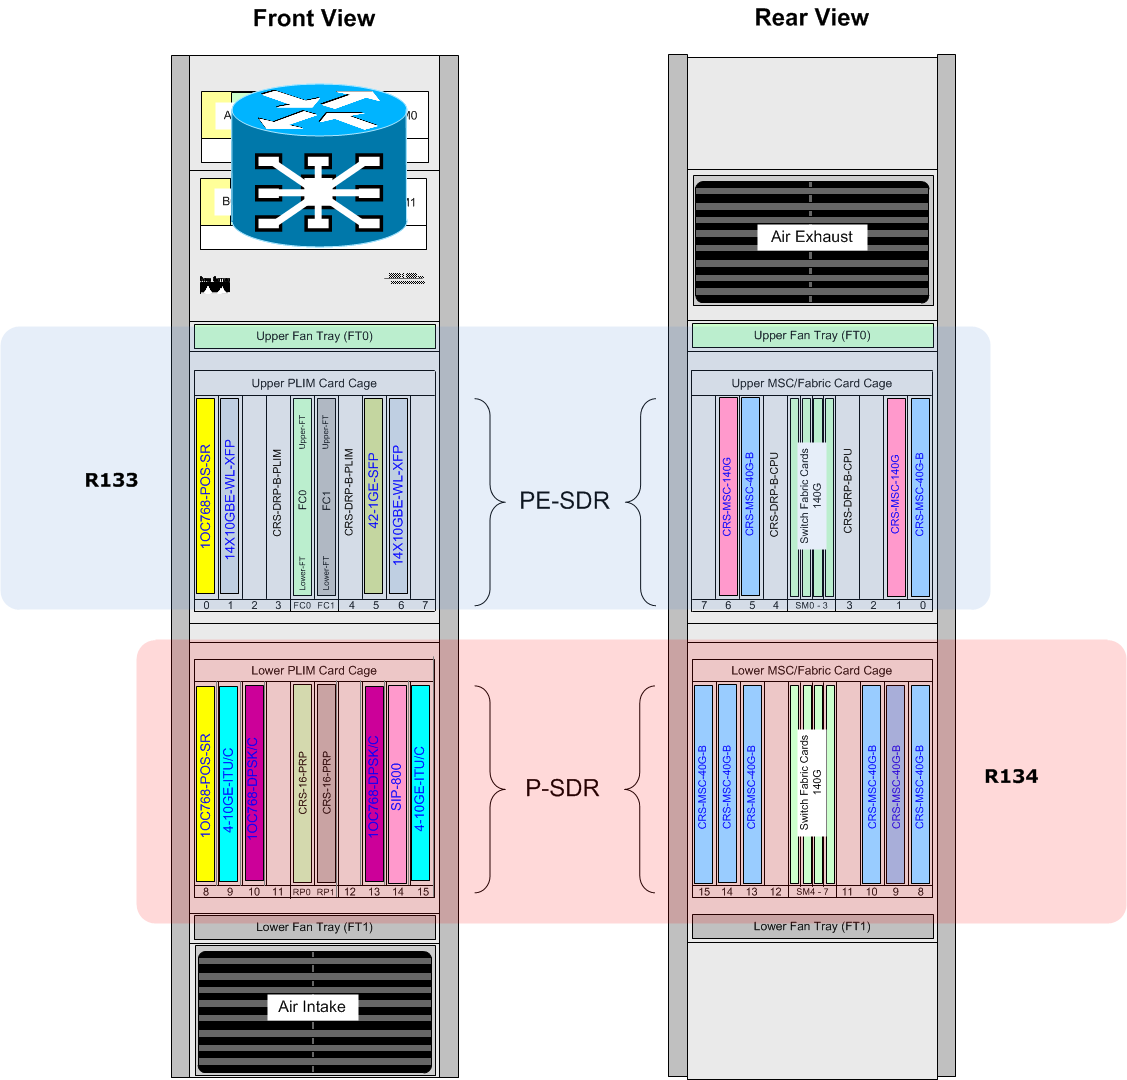 Front View
Rear View
A
M0
B
M1
Air Exhaust
Upper Fan Tray (FT0)
Upper Fan Tray (FT0)
Upper PLIM Card Cage
Upper MSC/Fabric Card Cage
R133
1OC768-POS-SR
14X10GBE-WL-XFP
CRS-DRP-B-PLIM
Upper-FT
FC0
Lower-FT
Upper-FT
FC1
Lower-FT
CRS-DRP-B-PLIM
42-1GE-SFP
14X10GBE-WL-XFP
PE-SDR
CRS-MSC-140G
CRS-MSC-40G-B
CRS-DRP-B-CPU
Switch Fabric Cards
140G
CRS-DRP-B-CPU
CRS-MSC-140G
CRS-MSC-40G-B
0 1 2 3 FC0 FC1 4 5 6 7
7 6 5 4 SM0 - 3 3 2 1 0
Lower PLIM Card Cage
Lower MSC/Fabric Card Cage
1OC768-POS-SR
4-10GE-ITU/C
1OC768-DPSK/C
CRS-16-PRP
CRS-16-PRP
1OC768-DPSK/C
SIP-800
4-10GE-ITU/C
P-SDR
CRS-MSC-40G-B
CRS-MSC-40G-B
CRS-MSC-40G-B
Switch Fabric Cards
140G
CRS-MSC-40G-B
CRS-MSC-40G-B
CRS-MSC-40G-B
R134
8 9 10 11 RP0 RP1 12 13 14 15
15 14 13 12 SM4 - 7 11 10 9 8
Lower Fan Tray (FT1)
Lower Fan Tray (FT1)
Air Intake